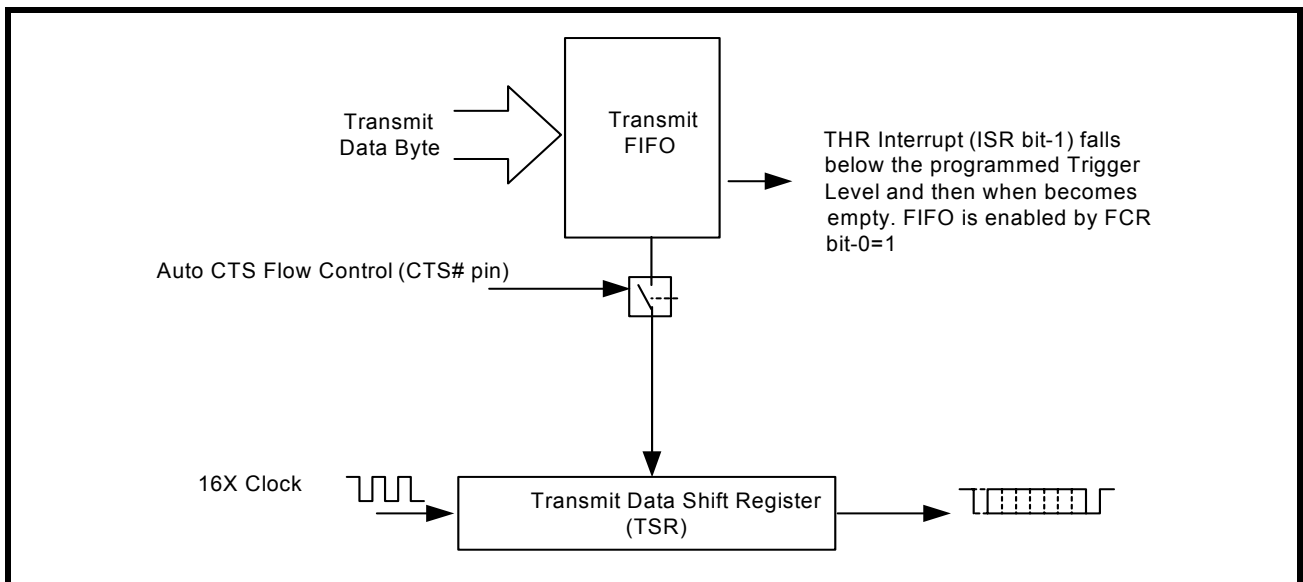 Transmit
Data Byte
Transmit
FIFO
THR Interrupt (ISR bit-1) falls
below the programmed Trigger
Level and then when becomes
empty. FIFO is enabled by FCR
bit-0=1
Auto CTS Flow Control (CTS# pin)
16X Clock
Transmit Data Shift Register
(TSR)